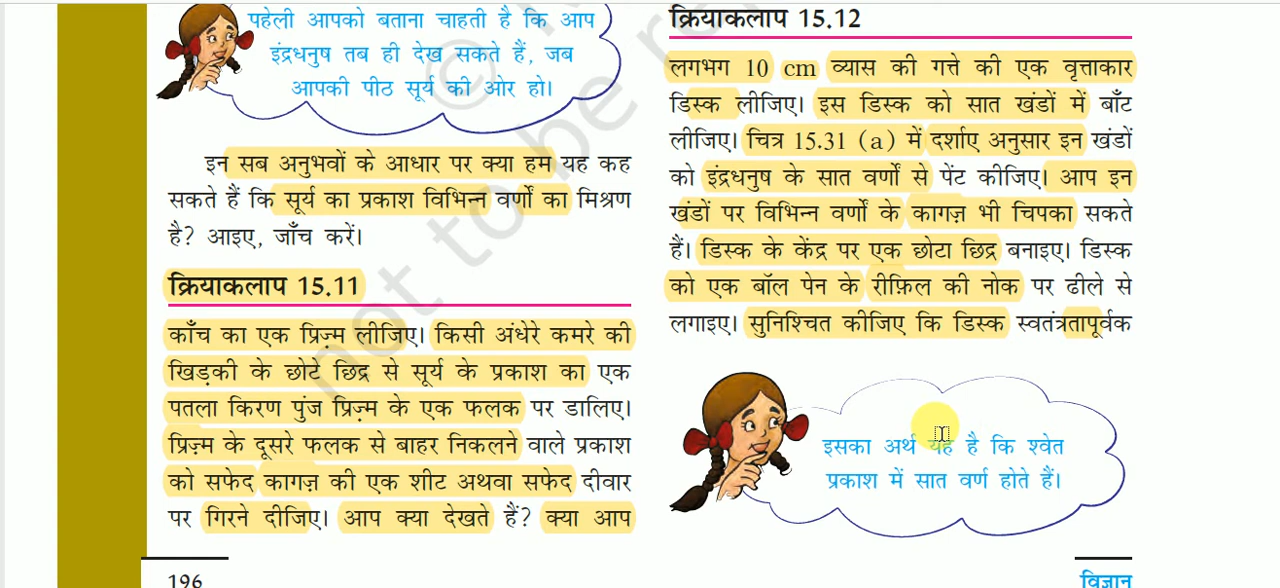 पहेली आपको बताना चाहती है कि आप
इंद्रधनुष तब ही देख सकते हैं, जब
आपकी पीठ सूर्य की ओर हो।
इन सब अनुभवों के आधार पर क्या हम यह कह
सकते हैं कि सूर्य का प्रकाश विभिन्न वर्णों का मिश्रण
है? आइए, जाँच करें।
क्रियाकलाप 15.11
काँच का एक प्रिज़्म लीजिए। किसी अंधेरे कमरे की
खिड़की के छोटे छिद्र से सूर्य के प्रकाश का एक
पतला किरण पुंज प्रिज़्म के एक फलक पर डालिए।
प्रिज़्म के दूसरे फलक से बाहर निकलने वाले प्रकाश
को सफेद कागज़ की एक शीट अथवा सफेद दीवार
पर गिरने दीजिए। आप क्या देखते हैं? क्या आप
196
क्रियाकलाप 15.12
लगभग 10 cm व्यास की गत्ते की एक वृत्ताकार
डिस्क लीजिए। इस डिस्क को सात खंडों में बाँट
लीजिए। चित्र 15.31 (a) में दर्शाए अनुसार इन खंडों
को इंद्रधनुष के सात वर्णों से पेंट कीजिए। आप इन
खंडों पर विभिन्न वर्णों के कागज़ भी चिपका सकते
हैं। डिस्क के केंद्र पर एक छोटा छिद्र बनाइए। डिस्क
को एक बॉल पेन के रीफ़िल की नोक पर ढीले से
लगाइए। सुनिश्चित कीजिए कि डिस्क स्वतंत्रतापूर्वक
इसका अर्थ यह है कि श्वेत
प्रकाश में सात वर्ण होते हैं।
विज्ञान
© not to be re